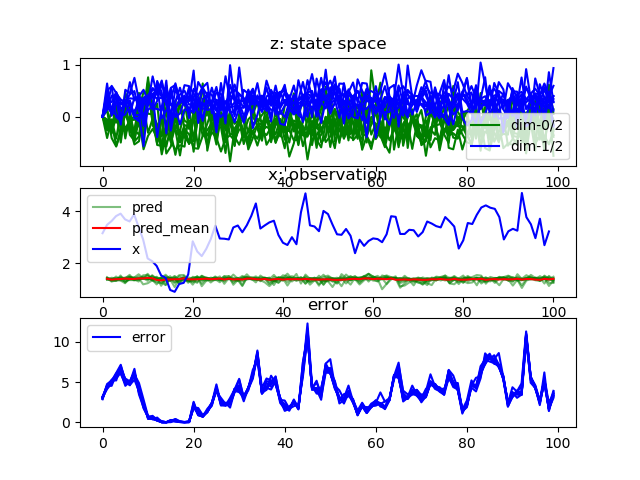 z: state space
1
0
dim-0/2
dim-1/2
0 20 40 60 80 100
x: observation
4
2
pred
pred_mean
x
0 20 40 60 80 100
error
10
5
0
error
0 20 40 60 80 100